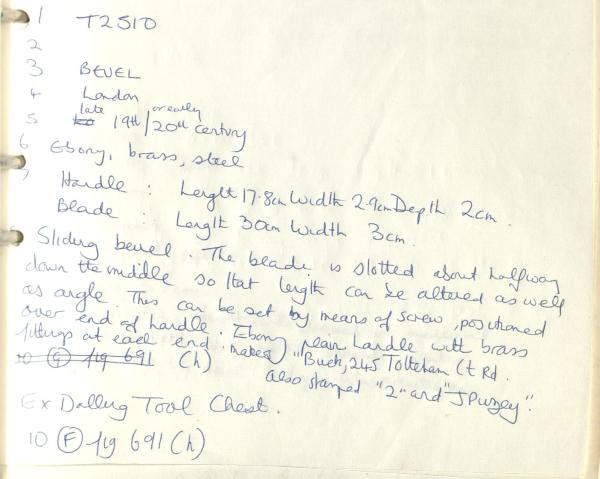 1 T2510
2
3 BEVEL
4 London
5 late or early 19th/20th century
6 Ebony, brass, steel
7 Handle : Lenght 17.8cm Width 2.9cm Depth 2cm.
Blade : Length 30cm Width 3cm.
Sliding bevel. The blade is slotted about halfway
down the middle so that length can be altered as well
as angle. This can be set by means of screw, positioned
over end of handle. Ebony plain handle with brass
fittings at each end. makers "Buck, 245 Tottenham Ct Rd.
10 F fig 691 (h) also stamped "2" and "J Puzey".
Ex Dalling Tool Chest.
10 F fig 691 (h)